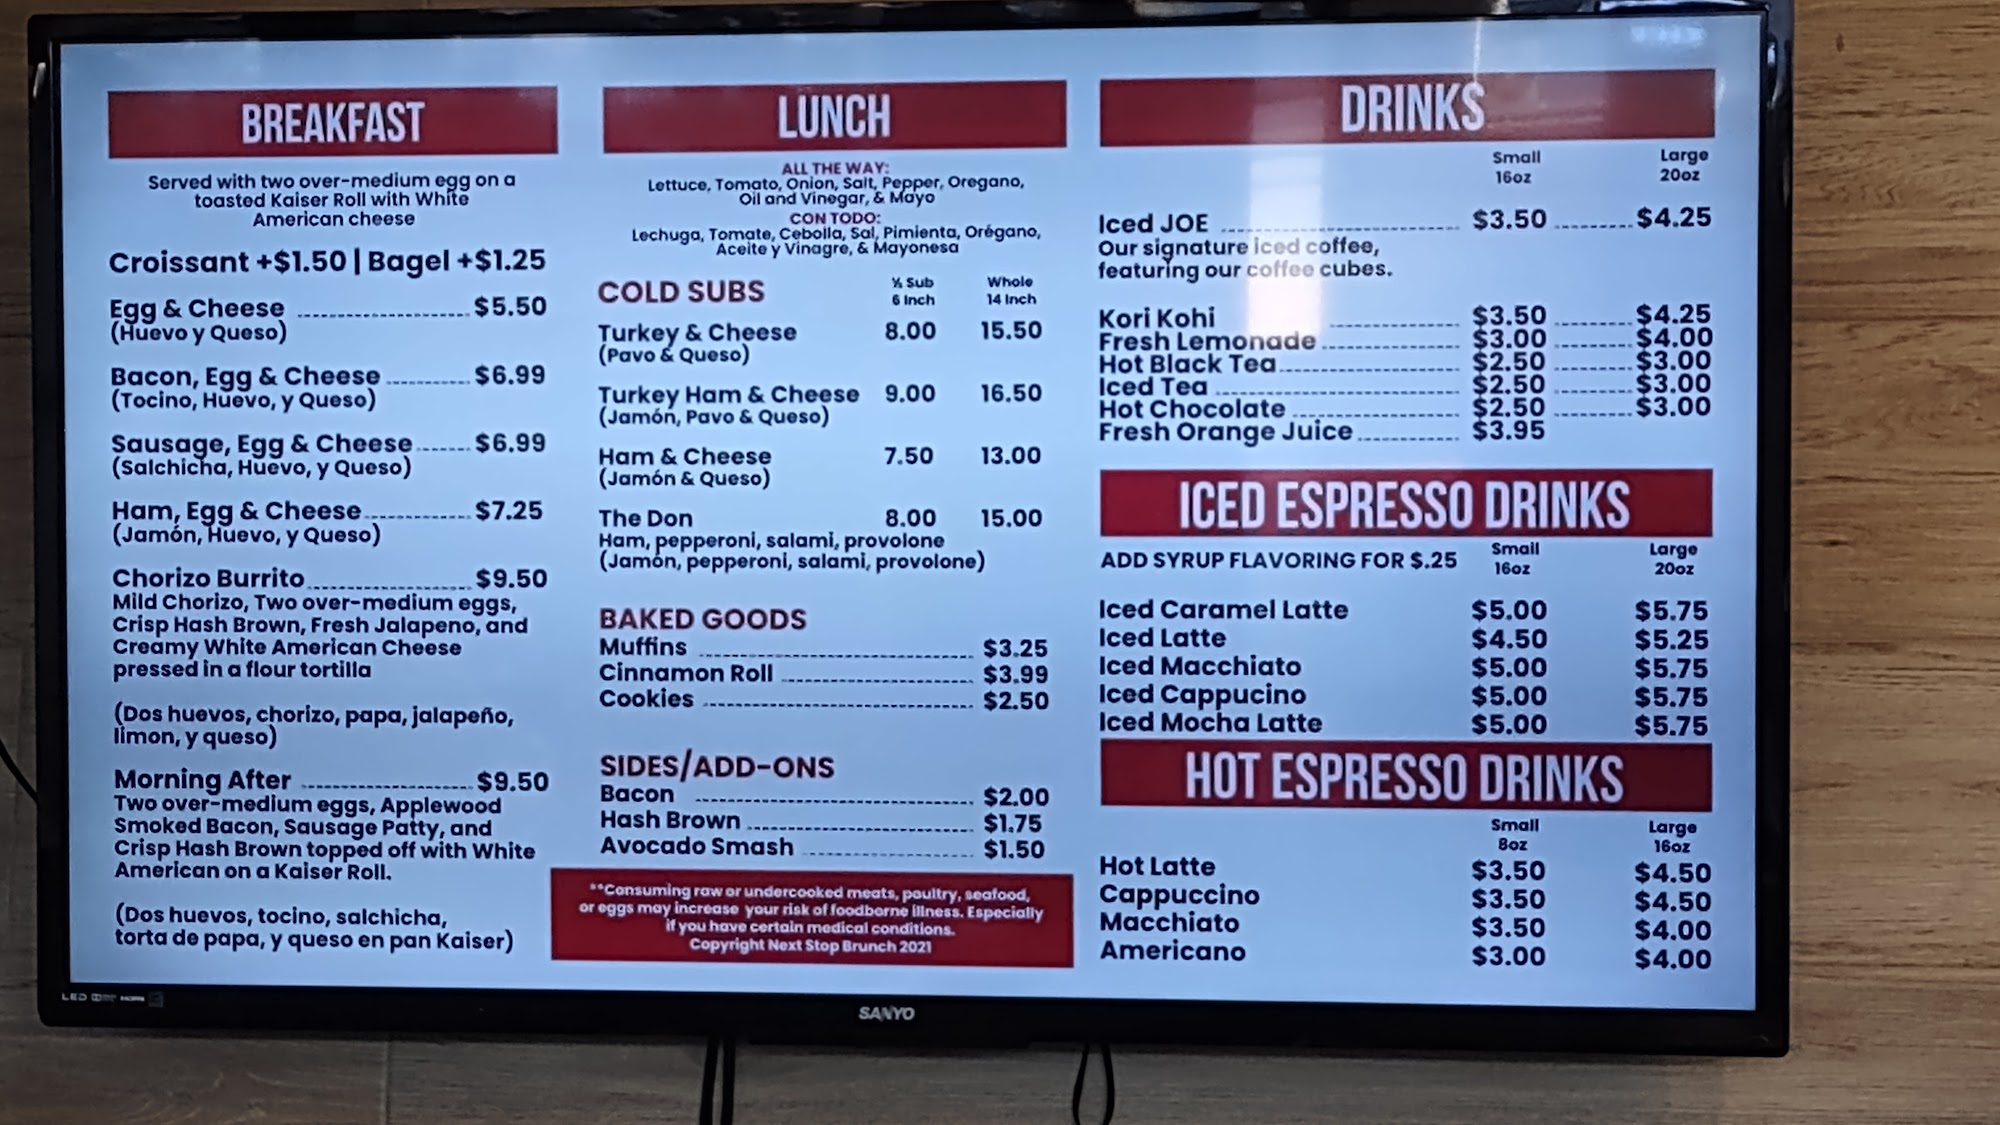 BREAKFAST
Served with two over-medium egg on a
toasted Kaiser Roll with White
American cheese
Croissant +$1.50 | Bagel +$1.25
Egg & Cheese $5.50
(Huevo y Queso)
Bacon, Egg & Cheese $6.99
(Tocino, Huevo, y Queso)
Sausage, Egg & Cheese $6.99
(Salchicha, Huevo, y Queso)
Ham, Egg & Cheese $7.25
(Jamón, Huevo, y Queso)
Chorizo Burrito $9.50
Mild Chorizo, Two over-medium eggs,
Crisp Hash Brown, Fresh Jalapeno, and
Creamy White American Cheese
pressed in a flour tortilla
(Dos huevos, chorizo, papa, jalapeño,
limon, y queso)
Morning After $9.50
Two over-medium eggs, Applewood
Smoked Bacon, Sausage Patty, and
Crisp Hash Brown topped off with White
American on a Kaiser Roll.
(Dos huevos, tocino, salchicha,
torta de papa, y queso en pan Kaiser)
LUNCH
ALL THE WAY:
Lettuce, Tomato, Onion, Salt, Pepper, Oregano,
Oil and Vinegar, & Mayo
CON TODO:
Lechuga, Tomate, Cebolla, Sal, Pimienta, Orégano,
Aceite y Vinagre, & Mayonesa
COLD SUBS
½ Sub Whole
6 Inch 14 Inch
Turkey & Cheese 8.00 15.50
(Pavo & Queso)
Turkey Ham & Cheese 9.00 16.50
(Jamón, Pavo & Queso)
Ham & Cheese 7.50 13.00
(Jamón & Queso)
The Don 8.00 15.00
Ham, pepperoni, salami, provolone
(Jamón, pepperoni, salami, provolone)
BAKED GOODS
Muffins $3.25
Cinnamon Roll $3.99
Cookies $2.50
SIDES/ADD-ONS
Bacon $2.00
Hash Brown $1.75
Avocado Smash $1.50
**Consuming raw or undercooked meats, poultry, seafood,
or eggs may increase your risk of foodborne illness. Especially
if you have certain medical conditions.
Copyright Next Stop Brunch 2021
DRINKS
Small Large
16oz 20oz
Iced JOE $3.50 $4.25
Our signature iced coffee,
featuring our coffee cubes.
Kori Kohi $3.50 $4.25
Fresh Lemonade $3.00 $4.00
Hot Black Tea $2.50 $3.00
Iced Tea $2.50 $3.00
Hot Chocolate $2.50 $3.00
Fresh Orange Juice $3.95
ICED ESPRESSO DRINKS
ADD SYRUP FLAVORING FOR $.25
Small Large
16oz 20oz
Iced Caramel Latte $5.00 $5.75
Iced Latte $4.50 $5.25
Iced Macchiato $5.00 $5.75
Iced Cappucino $5.00 $5.75
Iced Mocha Latte $5.00 $5.75
HOT ESPRESSO DRINKS
Small Large
8oz 16oz
Hot Latte $3.50 $4.50
Cappuccino $3.50 $4.50
Macchiato $3.50 $4.00
Americano $3.00 $4.00
LED
SANYO